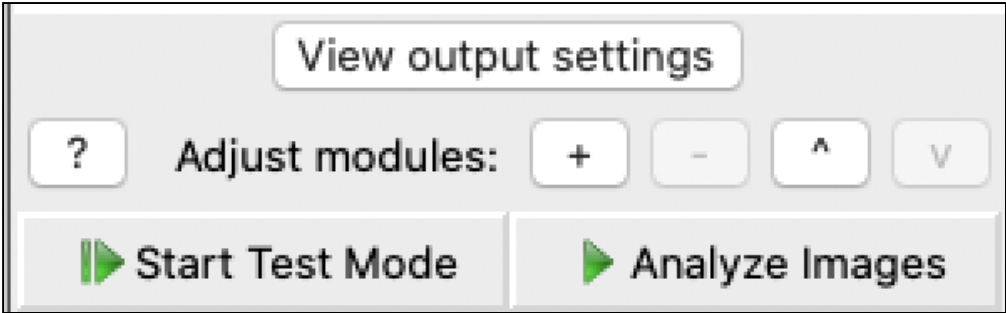 View output settings
? Adjust modules: + - ^ v
Start Test Mode Analyze Images